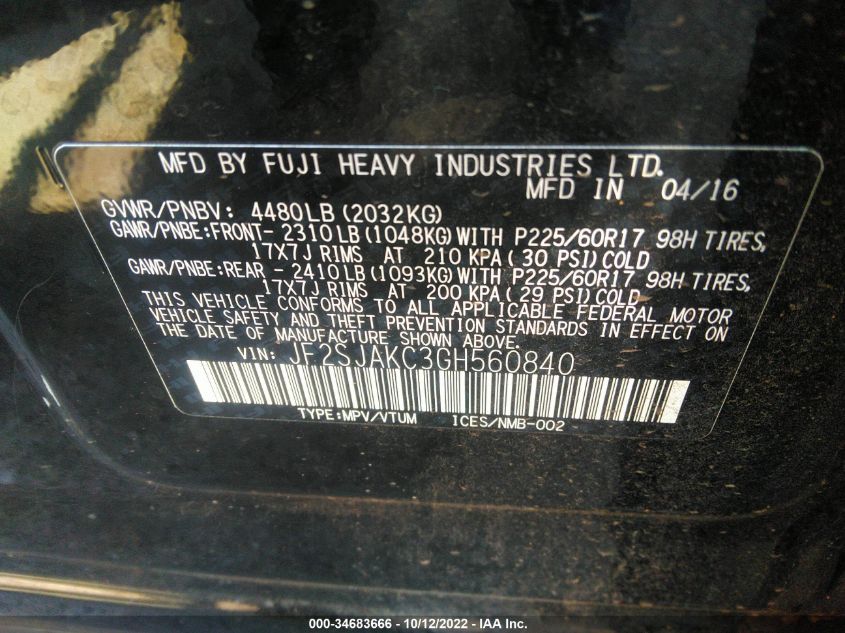 MFD BY FUJI HEAVY INDUSTRIES LTD.
MFD IN 04/16
GVWR/PNBV: 4480LB (2032KG)
GAWR/PNBE:FRONT- 2310LB(1048KG)WITH P225/60R17 98H TIRES,
17X7J RIMS AT 210 KPA( 30 PSI)COLD
GAWR/PNBE:REAR - 2410LB(1093KG)WITH P225/60R17 98H TIRES,
17X7J RIMS AT 200 KPA( 29 PSI)COLD
THIS VEHICLE CONFORMS TO ALL APPLICABLE FEDERAL MOTOR
VEHICLE SAFETY AND THEFT PREVENTION STANDARDS IN EFFECT ON
THE DATE OF MANUFACTURE SHOWN ABOVE.
VIN: JF2SJAKC3GH560840
TYPE:MPV/VTUM ICES/NMB-002
000-34683666 - 10/12/2022 - IAA Inc.